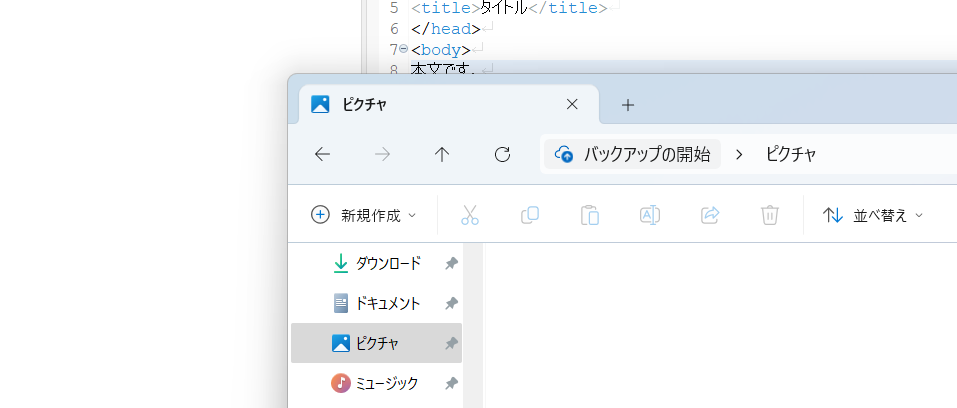 5 <title>タイトル</title>
6 </head>
7 <body>
8 本文です。
ピクチャ
バックアップの開始 > ピクチャ
新規作成 並べ替え
ダウンロード
ドキュメント
ピクチャ
ミュージック